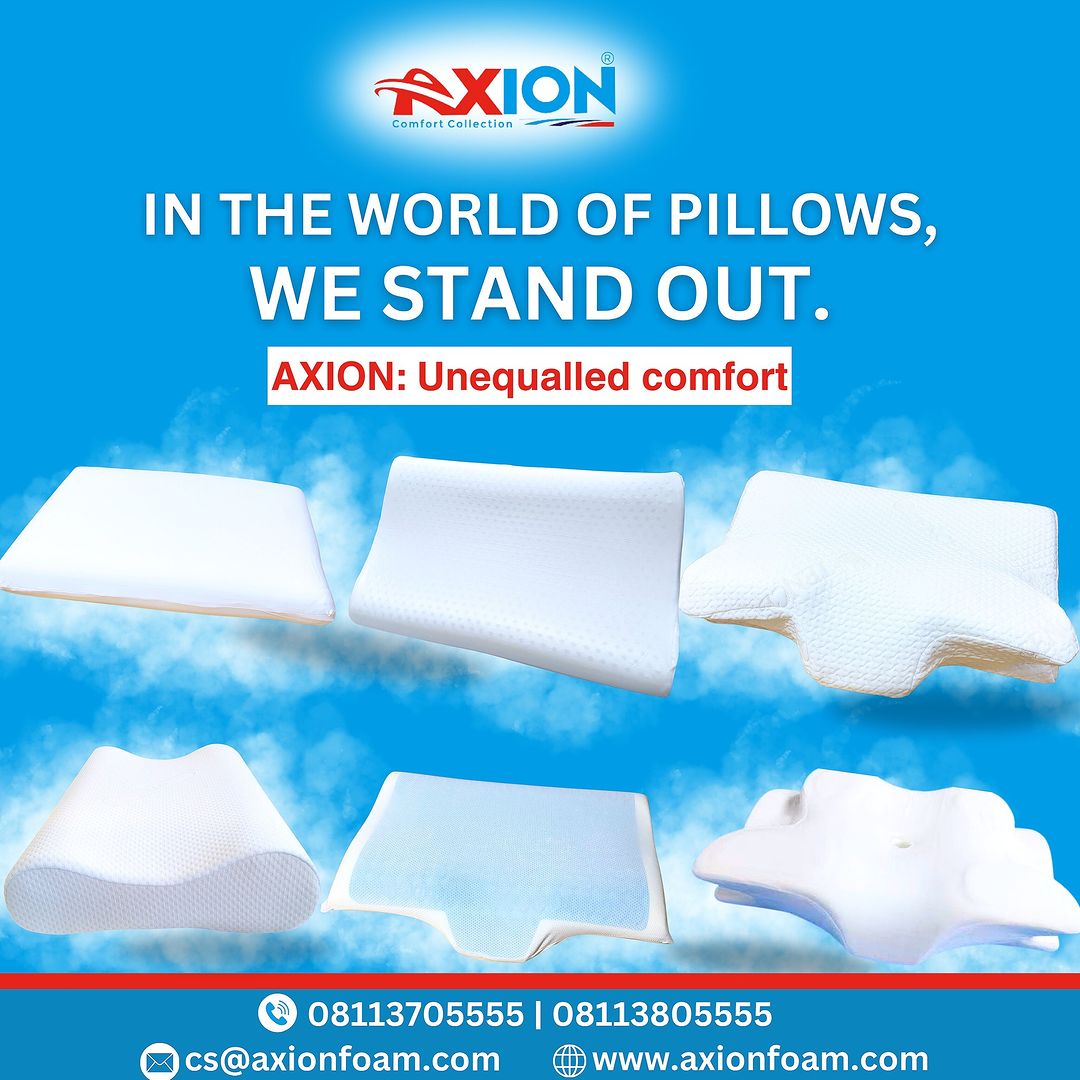 AXION®
Comfort Collection
IN THE WORLD OF PILLOWS,
WE STAND OUT.
AXION: Unequalled comfort
08113705555 | 08113805555
cs@axionfoam.com www.axionfoam.com